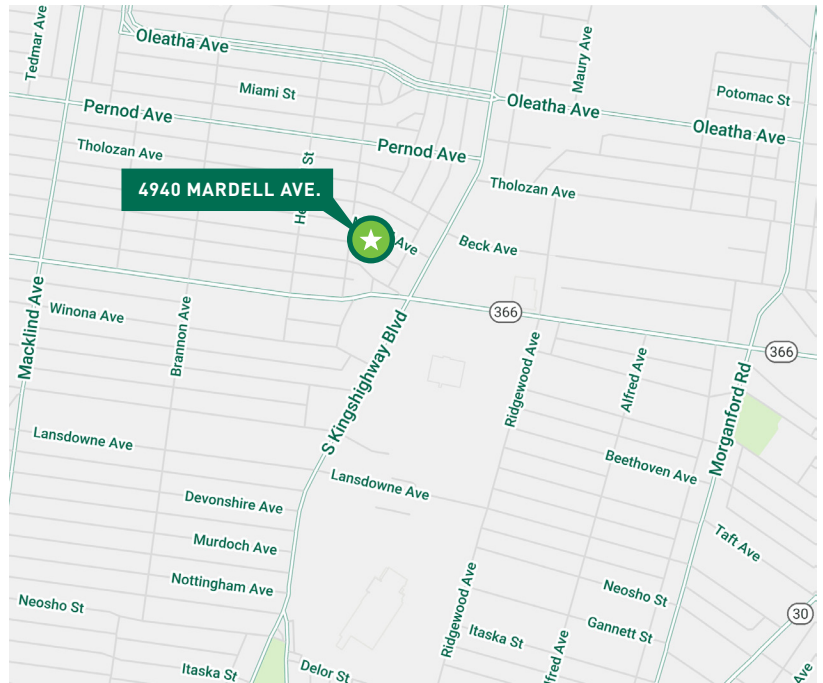 Tedmar Ave
Oleatha Ave
Maury Ave
Miami St
Potomac St
Pernod Ave
Oleatha Ave
Oleatha Ave
Tholozan Ave
Pernod Ave
St
4940 MARDELL AVE.
Tholozan Ave
Ave
Beck Ave
Macklind Ave
Winona Ave
Brannon Ave
366
366
S Kingshighway Blvd
Ridgewood Ave
Alfred Ave
Morganford Rd
Lansdowne Ave
Beethoven Ave
Lansdowne Ave
Devonshire Ave
Taft Ave
Murdoch Ave
Nottingham Ave
Neosho St
Ridgewood Ave
Neosho St
30
Gannett St
Itaska St
Itaska St
Delor St
Ave